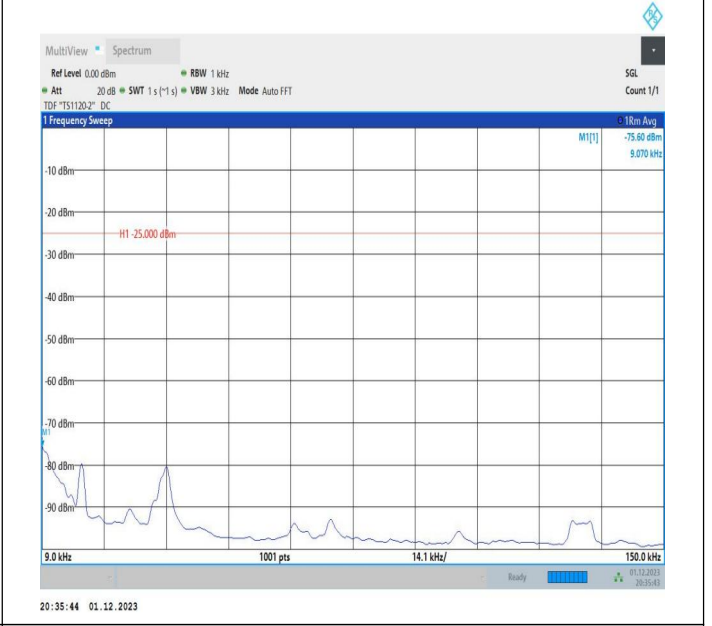 MultiView Spectrum
Ref Level 0.00 dBm RBW 1 kHz SGL
Att 20 dB SWT 1 s (~1 s) VBW 3 kHz Mode Auto FFT Count 1/1
TDF "TS1120-2" DC
1 Frequency Sweep 1Rm Avg
M1[1] -75.60 dBm
9.070 kHz
-10 dBm
-20 dBm
H1 -25.000 dBm
-30 dBm
-40 dBm
-50 dBm
-60 dBm
-70 dBm
M1
-80 dBm
-90 dBm
9.0 kHz 1001 pts 14.1 kHz/ 150.0 kHz
Ready 01.12.2023
20:35:43
20:35:44 01.12.2023